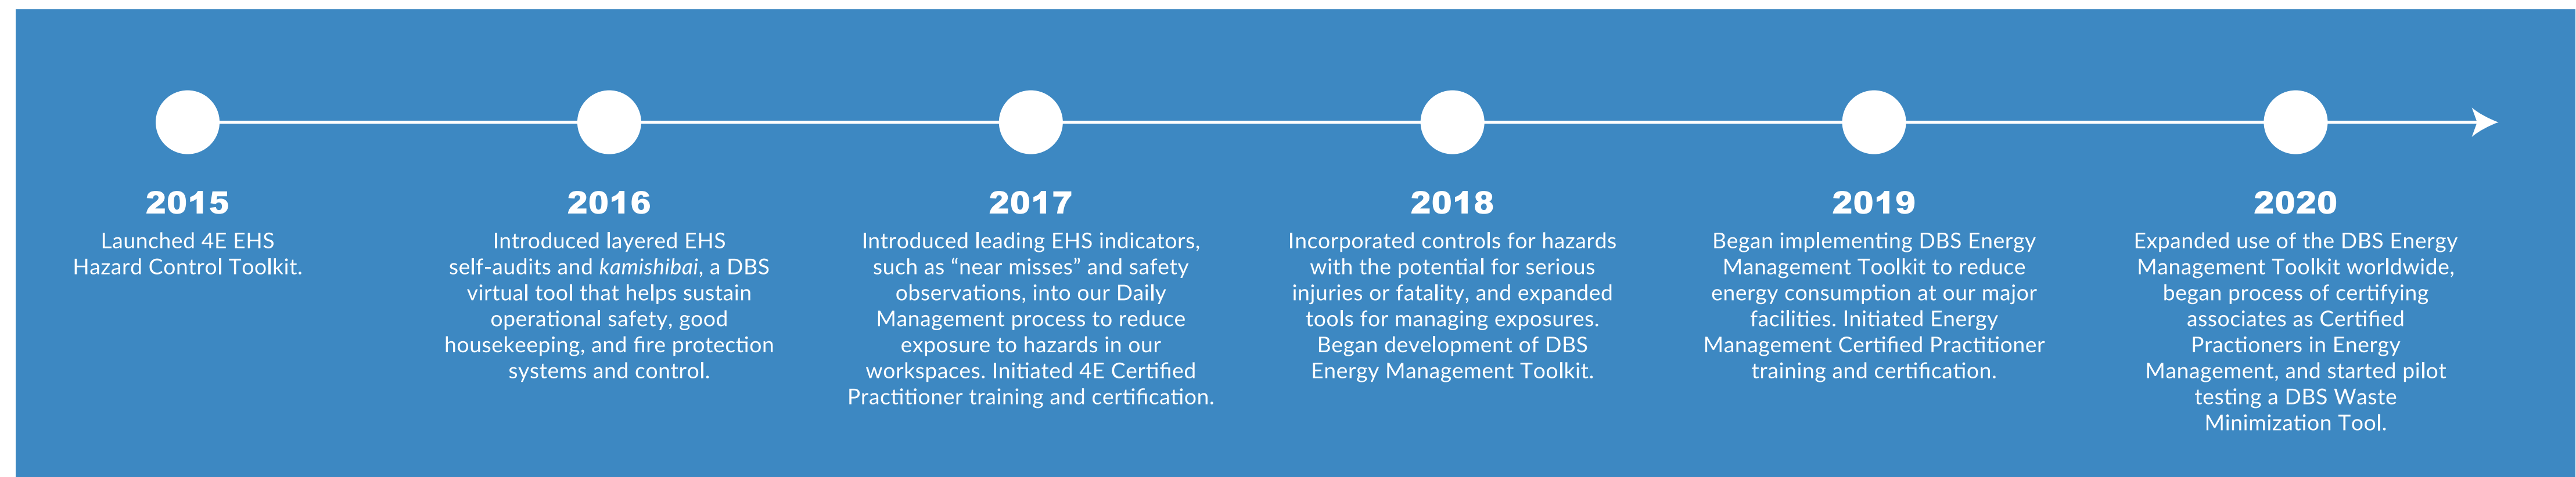 2015
Launched 4E EHS
Hazard Control Toolkit.
2016
Introduced layered EHS
self-audits and kamishibai, a DBS
virtual tool that helps sustain
operational safety, good
housekeeping, and fire protection
systems and control.
2017
Introduced leading EHS indicators,
such as “near misses” and safety
observations, into our Daily
Management process to reduce
exposure to hazards in our
workspaces. Initiated 4E Certified
Practitioner training and certification.
2018
Incorporated controls for hazards
with the potential for serious
injuries or fatality, and expanded
tools for managing exposures.
Began development of DBS
Energy Management Toolkit.
2019
Began implementing DBS Energy
Management Toolkit to reduce
energy consumption at our major
facilities. Initiated Energy
Management Certified Practitioner
training and certification.
2020
Expanded use of the DBS Energy
Management Toolkit worldwide,
began process of certifying
associates as Certified
Practioners in Energy
Management, and started pilot
testing a DBS Waste
Minimization Tool.